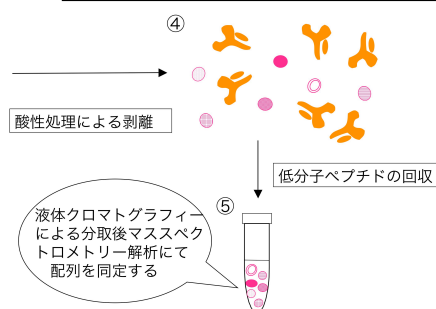 ④
酸性処理による剥離
低分子ペプチドの回収
⑤
液体クロマトグラフィー
による分取後マススペク
トロメトリー解析にて
配列を同定する